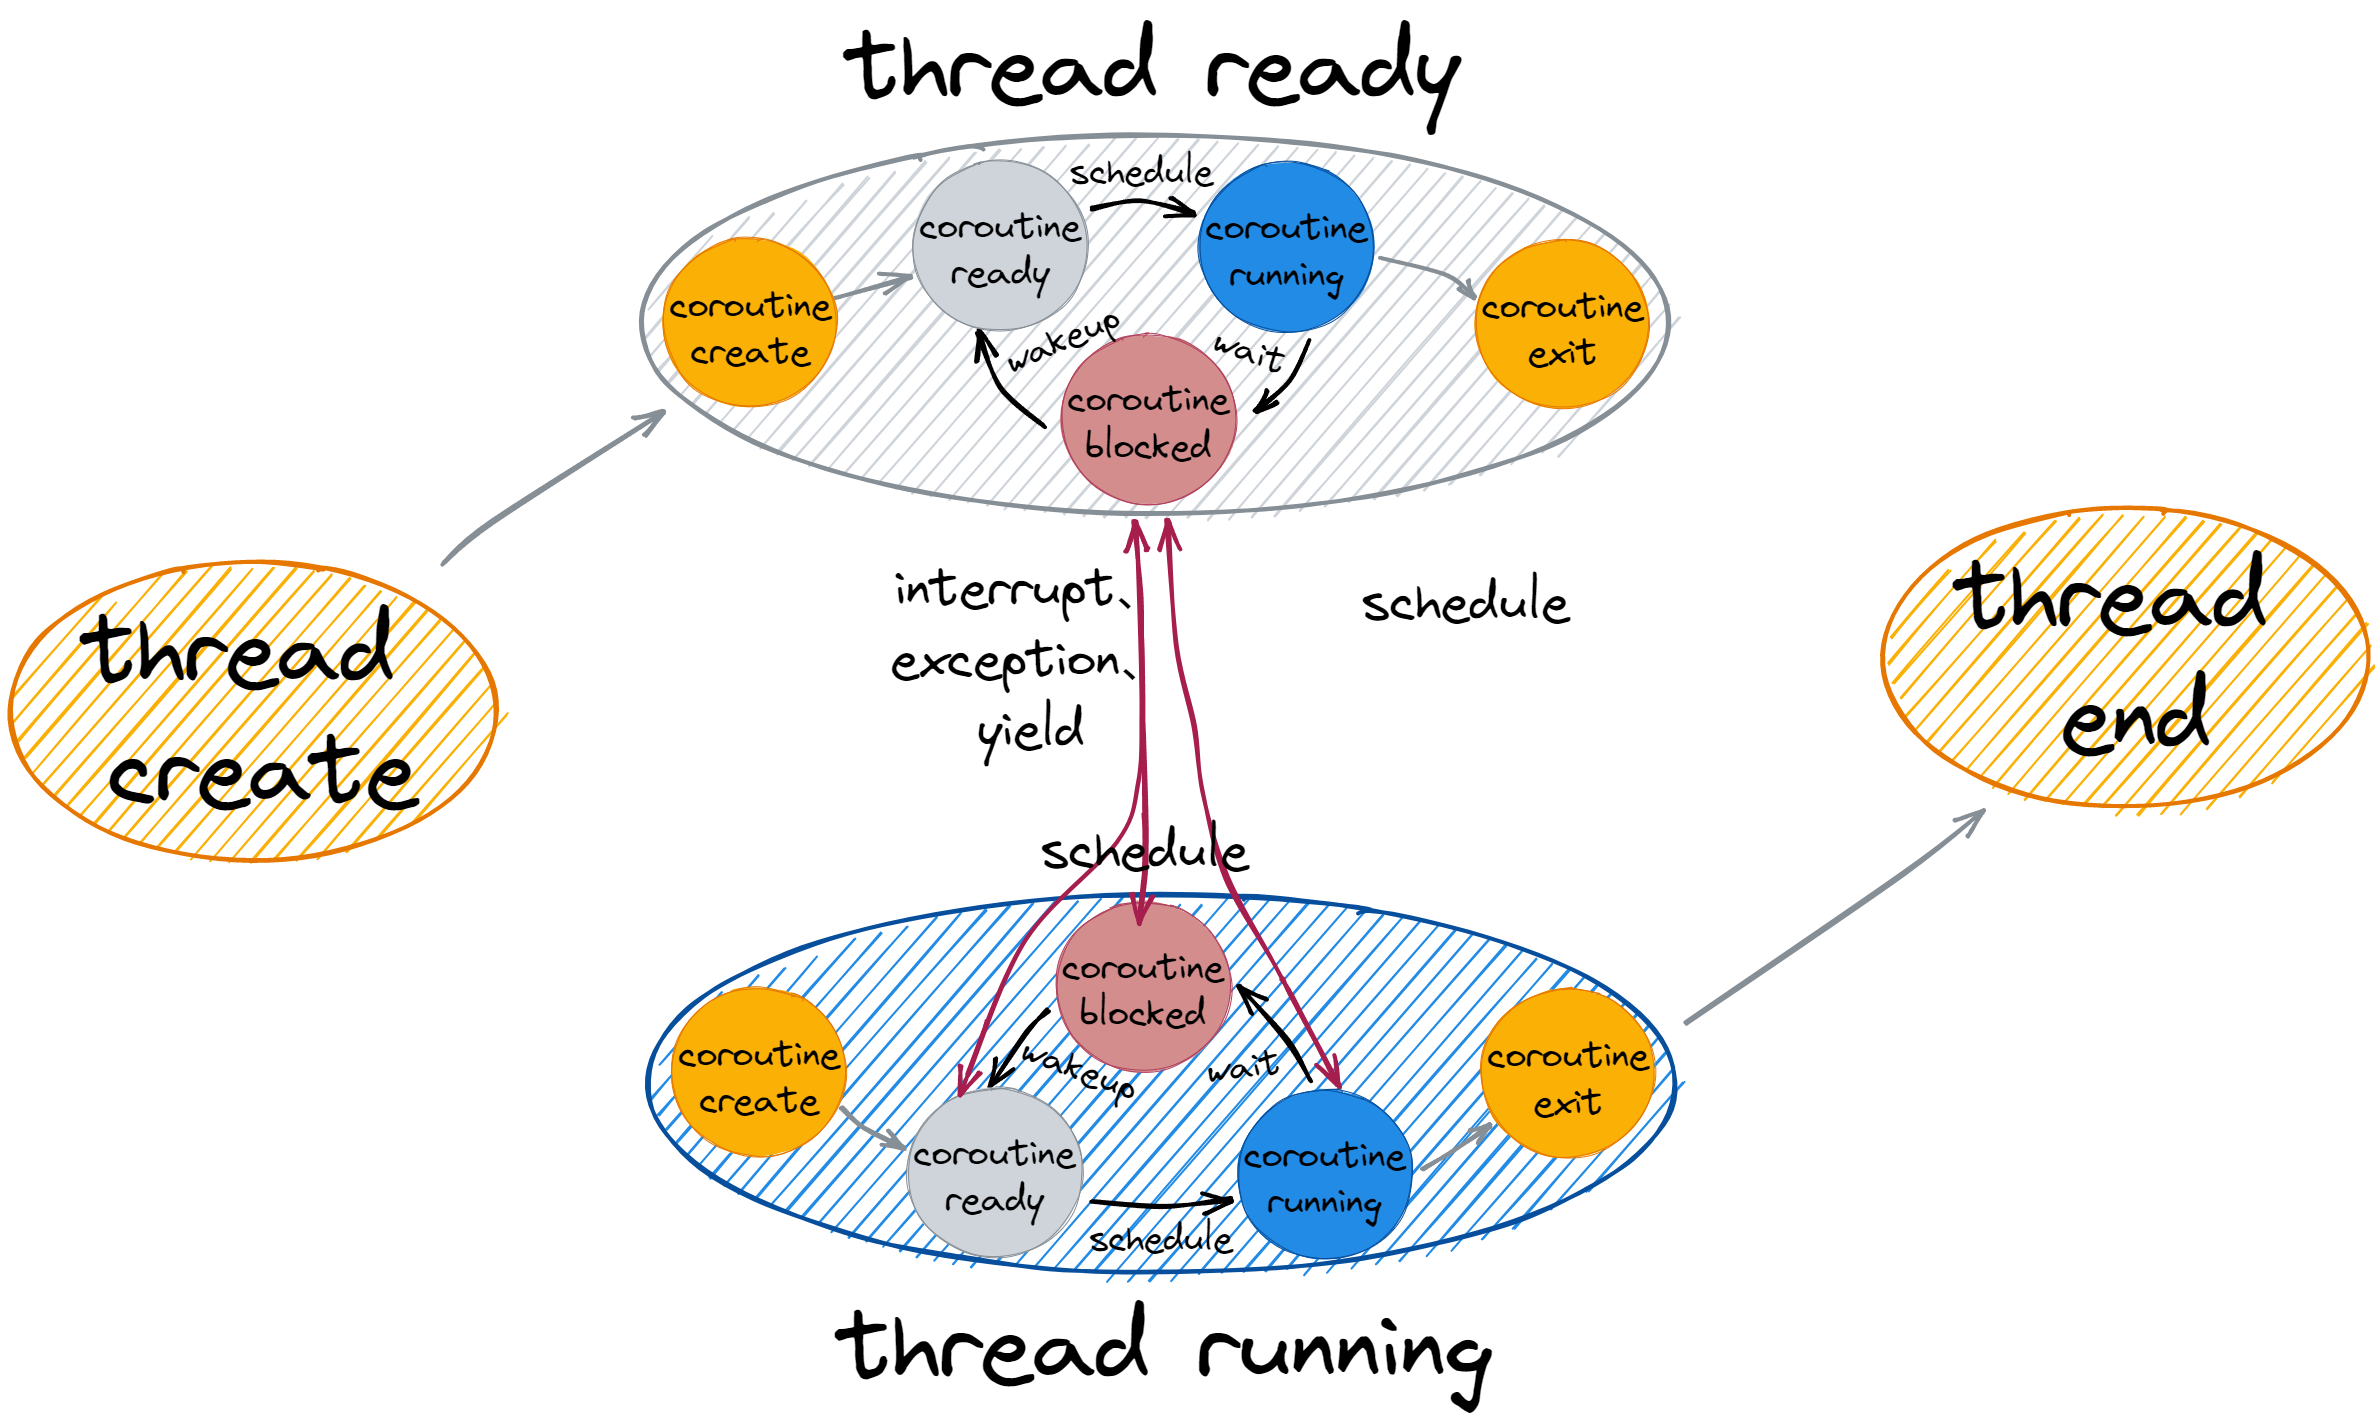 thread ready
schedule
coroutine
ready
coroutine
running
coroutine
create
coroutine
exit
wakeup
wait
coroutine
blocked
interrupt、
exception、
yield
schedule
thread
create
thread
end
schedule
coroutine
blocked
coroutine
create
wakeup
wait
coroutine
exit
coroutine
ready
coroutine
running
schedule
thread running